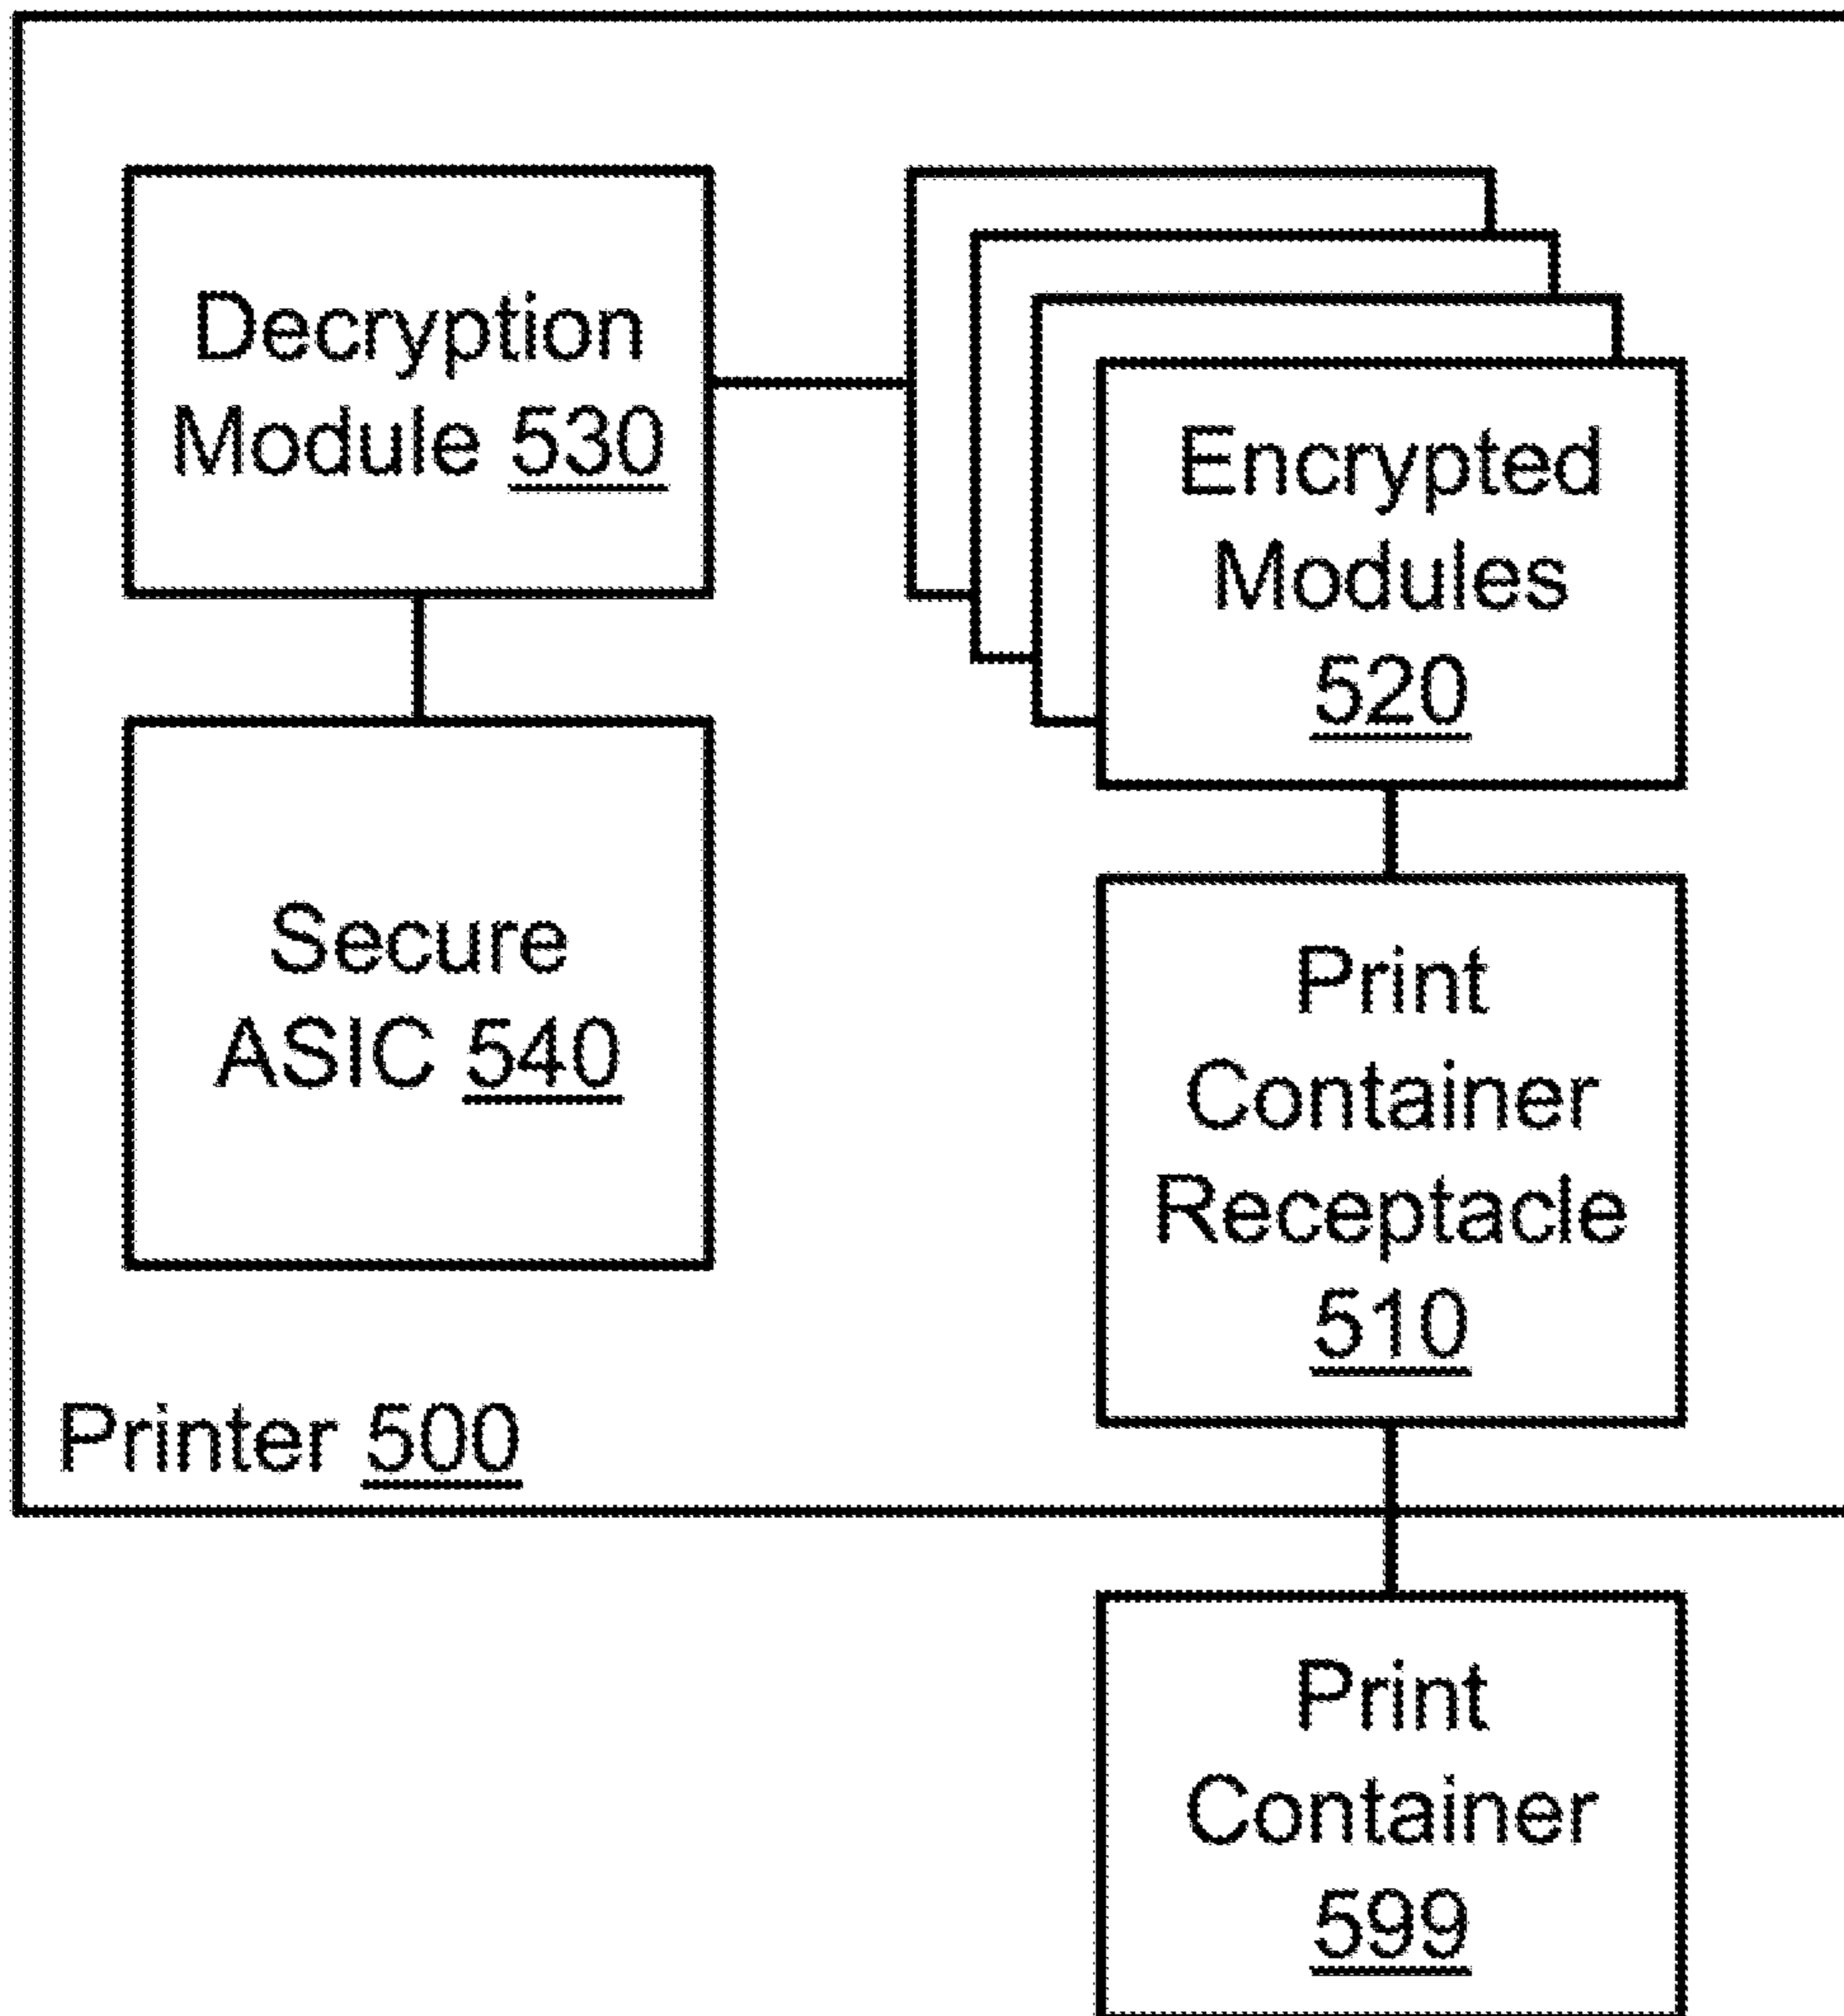 Decryption
Module 530
Encrypted
Modules
520
Secure
ASIC 540
Print
Container
Receptacle
510
Printer 500
Print
Container
599